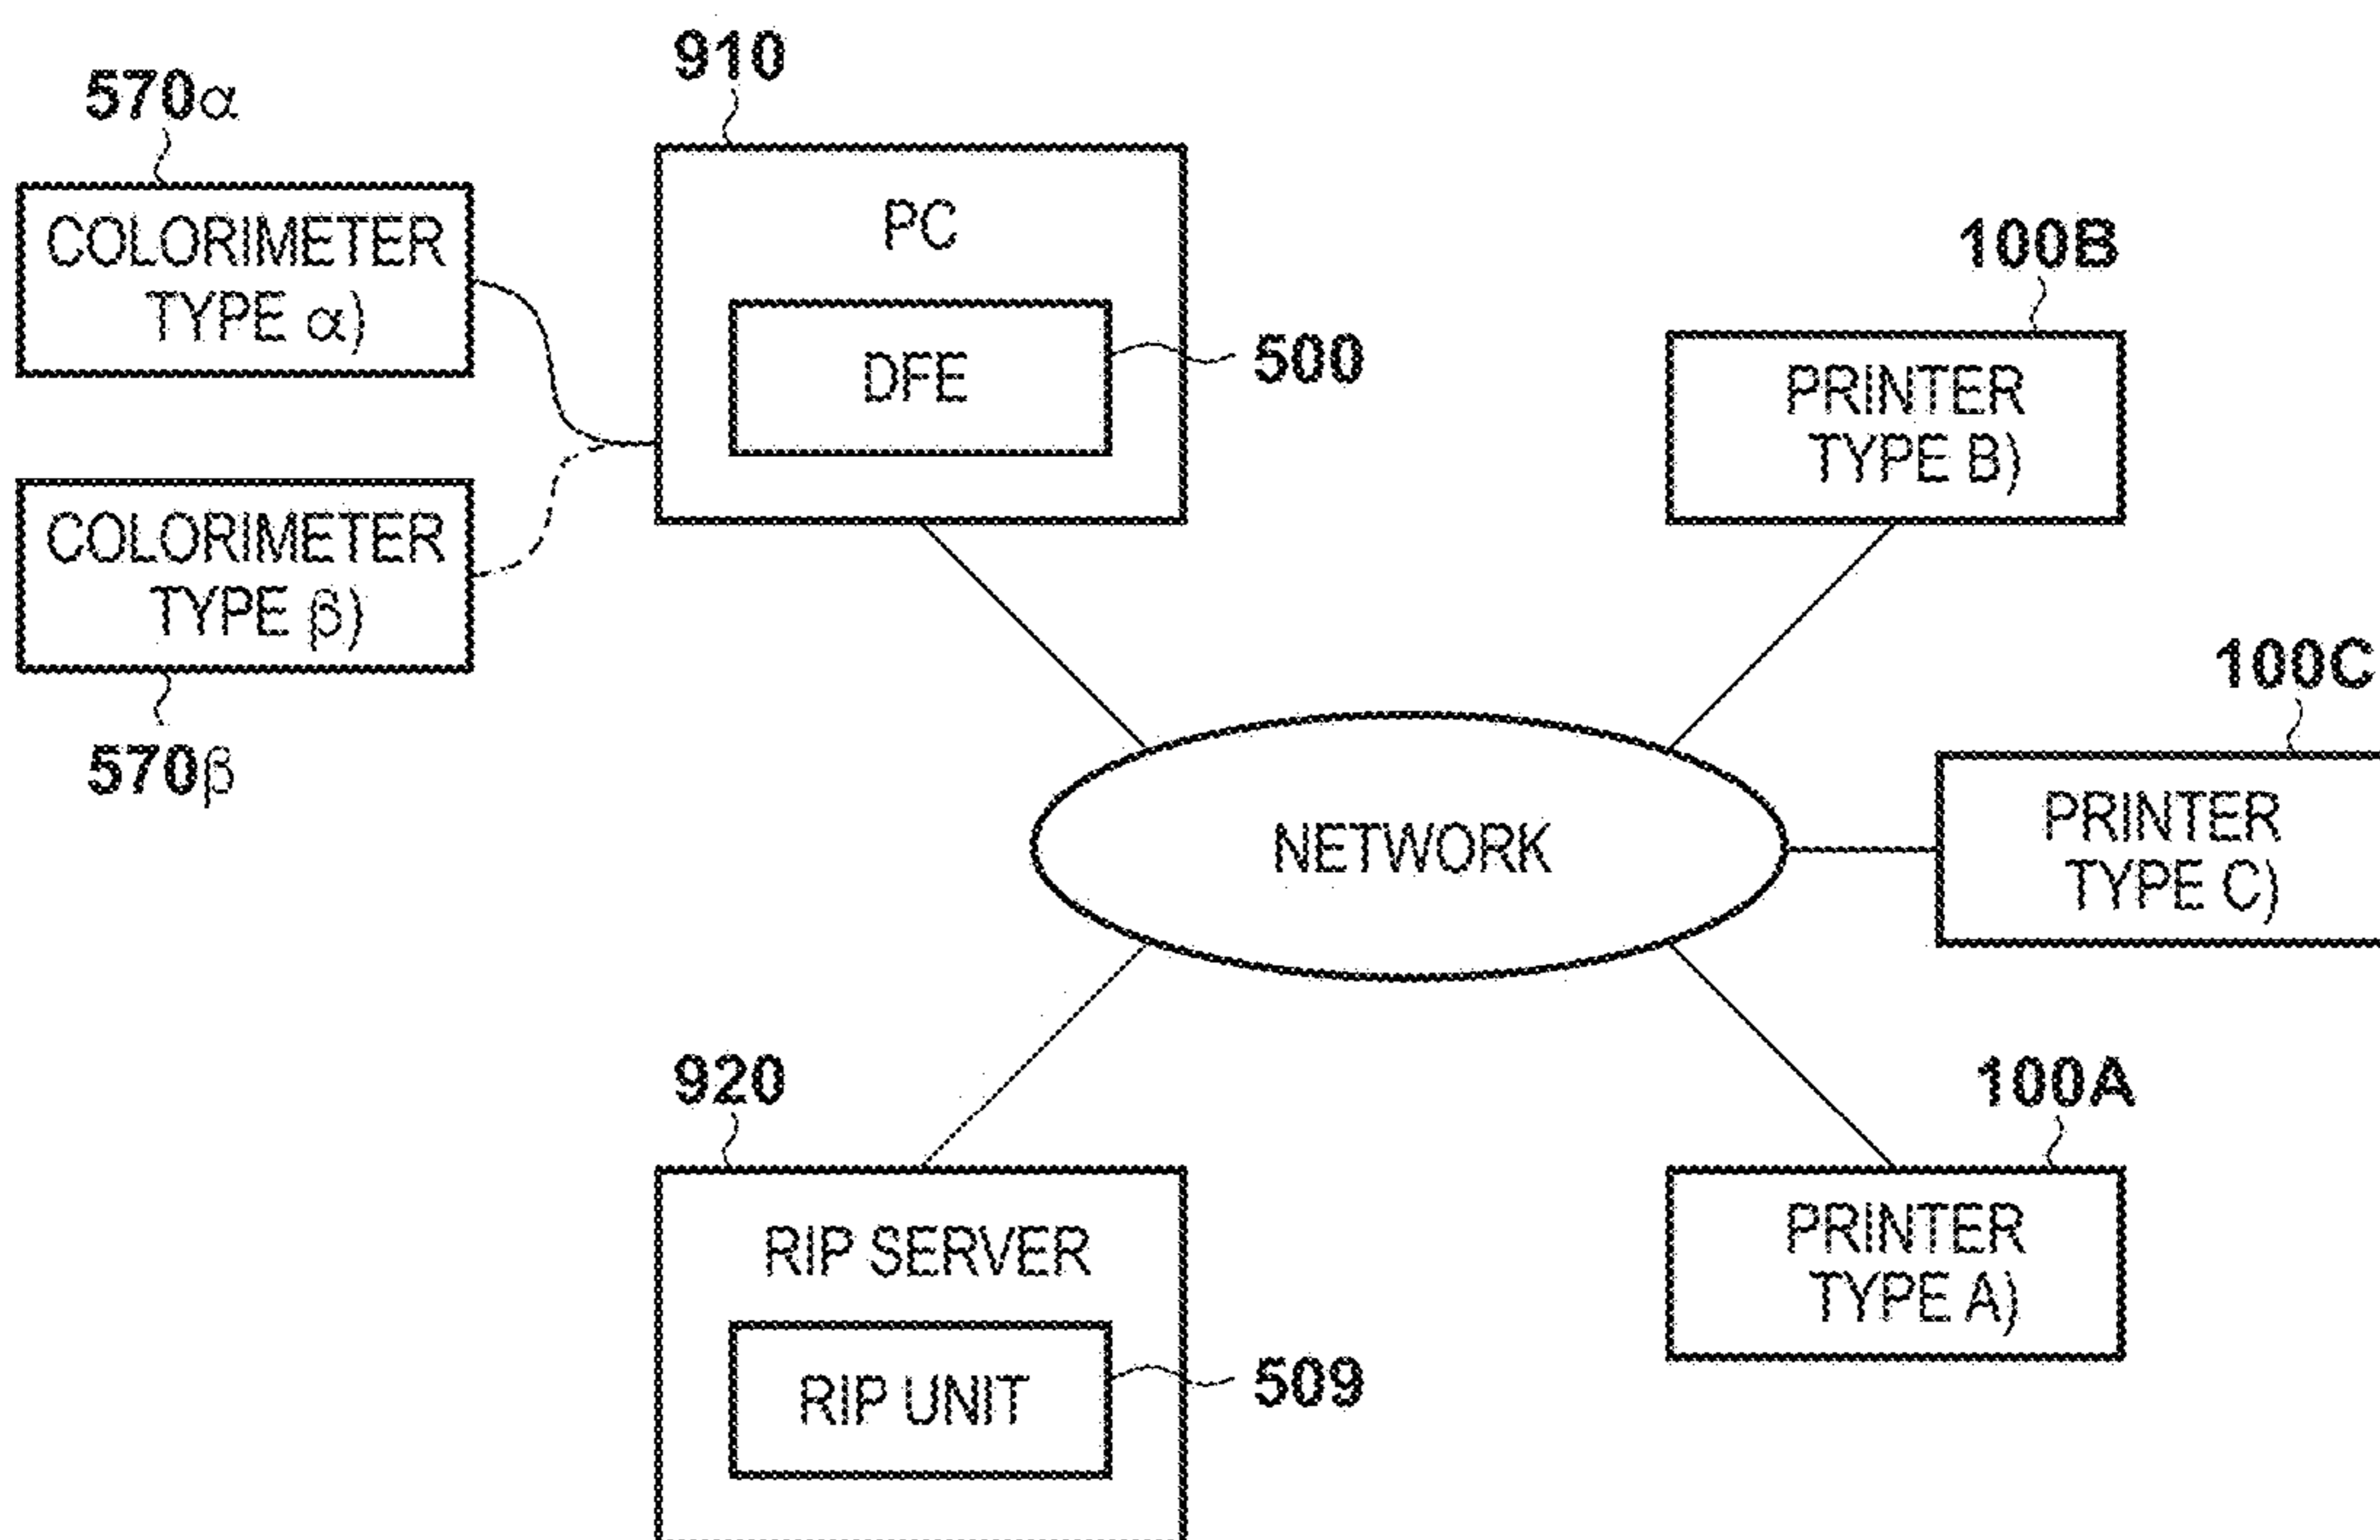 910
570α
PC
COLORIMETER
TYPE α)
100B
DFE
500
PRINTER
TYPE B)
COLORIMETER
TYPE β)
570β
100C
PRINTER
TYPE C)
NETWORK
920
100A
RIP SERVER
PRINTER
TYPE A)
RIP UNIT
509